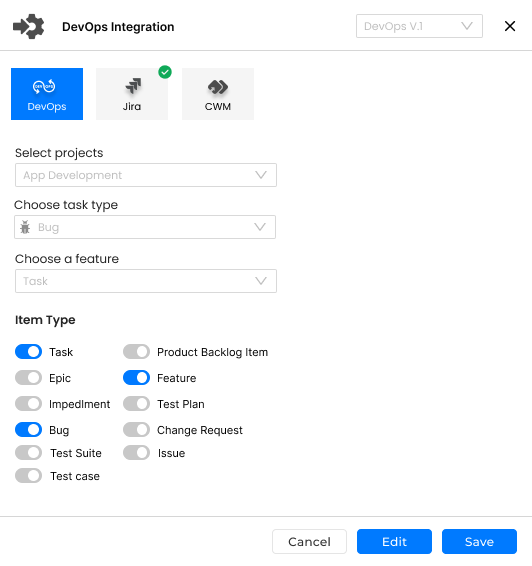 DevOps Integration
DevOps V.1
DevOps
Jira
CWM
Select projects
App Development
Choose task type
Bug
Choose a feature
Task
Item Type
Task
Product Backlog Item
Epic
Feature
Impedlment
Test Plan
Bug
Change Request
Test Suite
Issue
Test case
Cancel
Edit
Save